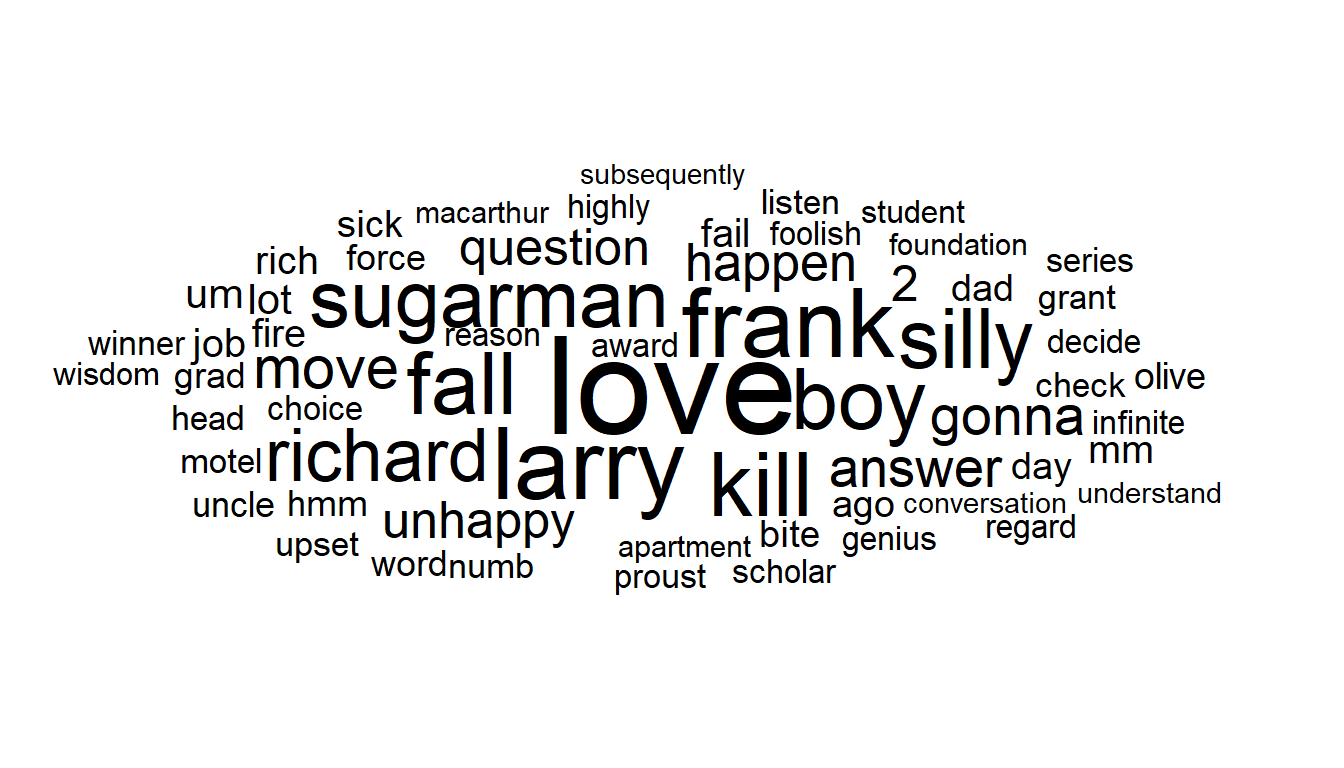 subsequently
sick macarthur highly listen student
rich force question fail foolish foundation
um lot sugarman happen 2 dad series
winner job fire reason award frank silly grant
wisdom grad move fall love boy decide
head choice gonna check olive
motel richard larry kill answer day infinite mm
uncle hmm unhappy ago conversation understand
upset word numb apartment bite genius regard
proust scholar